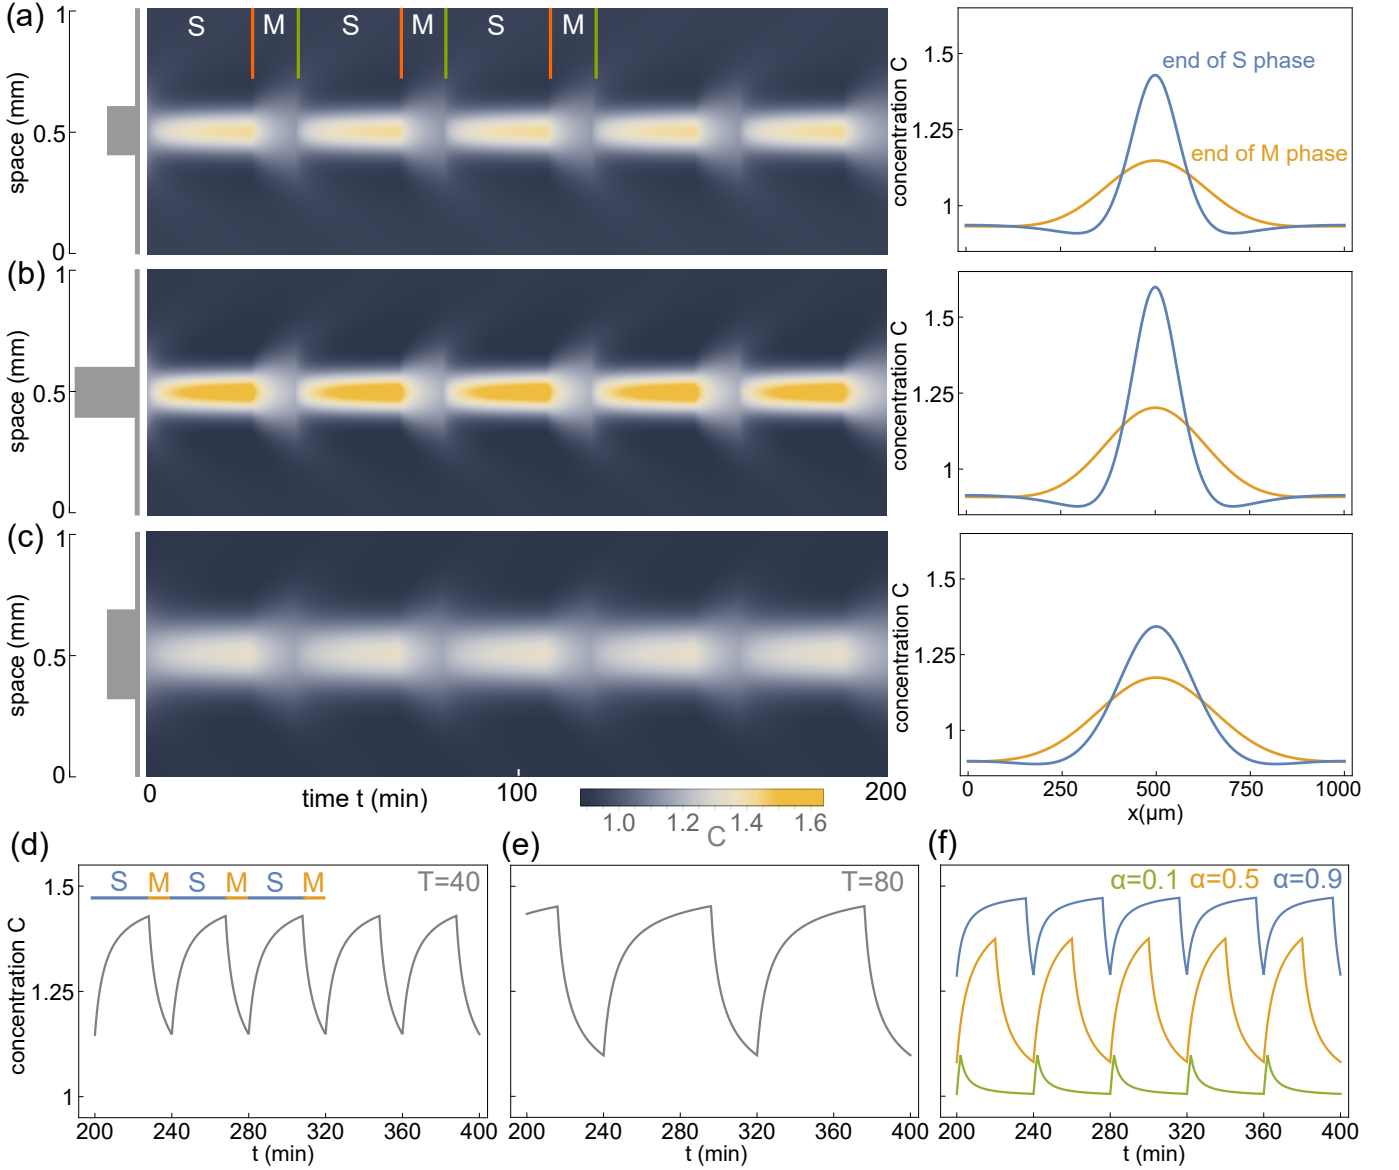 (a)
1
S
M
S
M
S
M
space (mm)
0.5
0
concentration C
1.5
1.25
1
end of S phase
end of M phase
(b)
1
space (mm)
0.5
0
concentration C
1.5
1.25
1
(c)
1
space (mm)
0.5
0
0
100
200
time t (min)
1.0
1.2
1.4
1.6
C
concentration C
1.5
1.25
1
0
250
500
750
1000
x(μm)
(d)
S
M
S
M
S
M
T=40
concentration C
1.5
1.25
1
200
240
280
320
360
400
t (min)
(e)
T=80
200
240
280
320
360
400
t (min)
(f)
α=0.1
α=0.5
α=0.9
200
240
280
320
360
400
t (min)